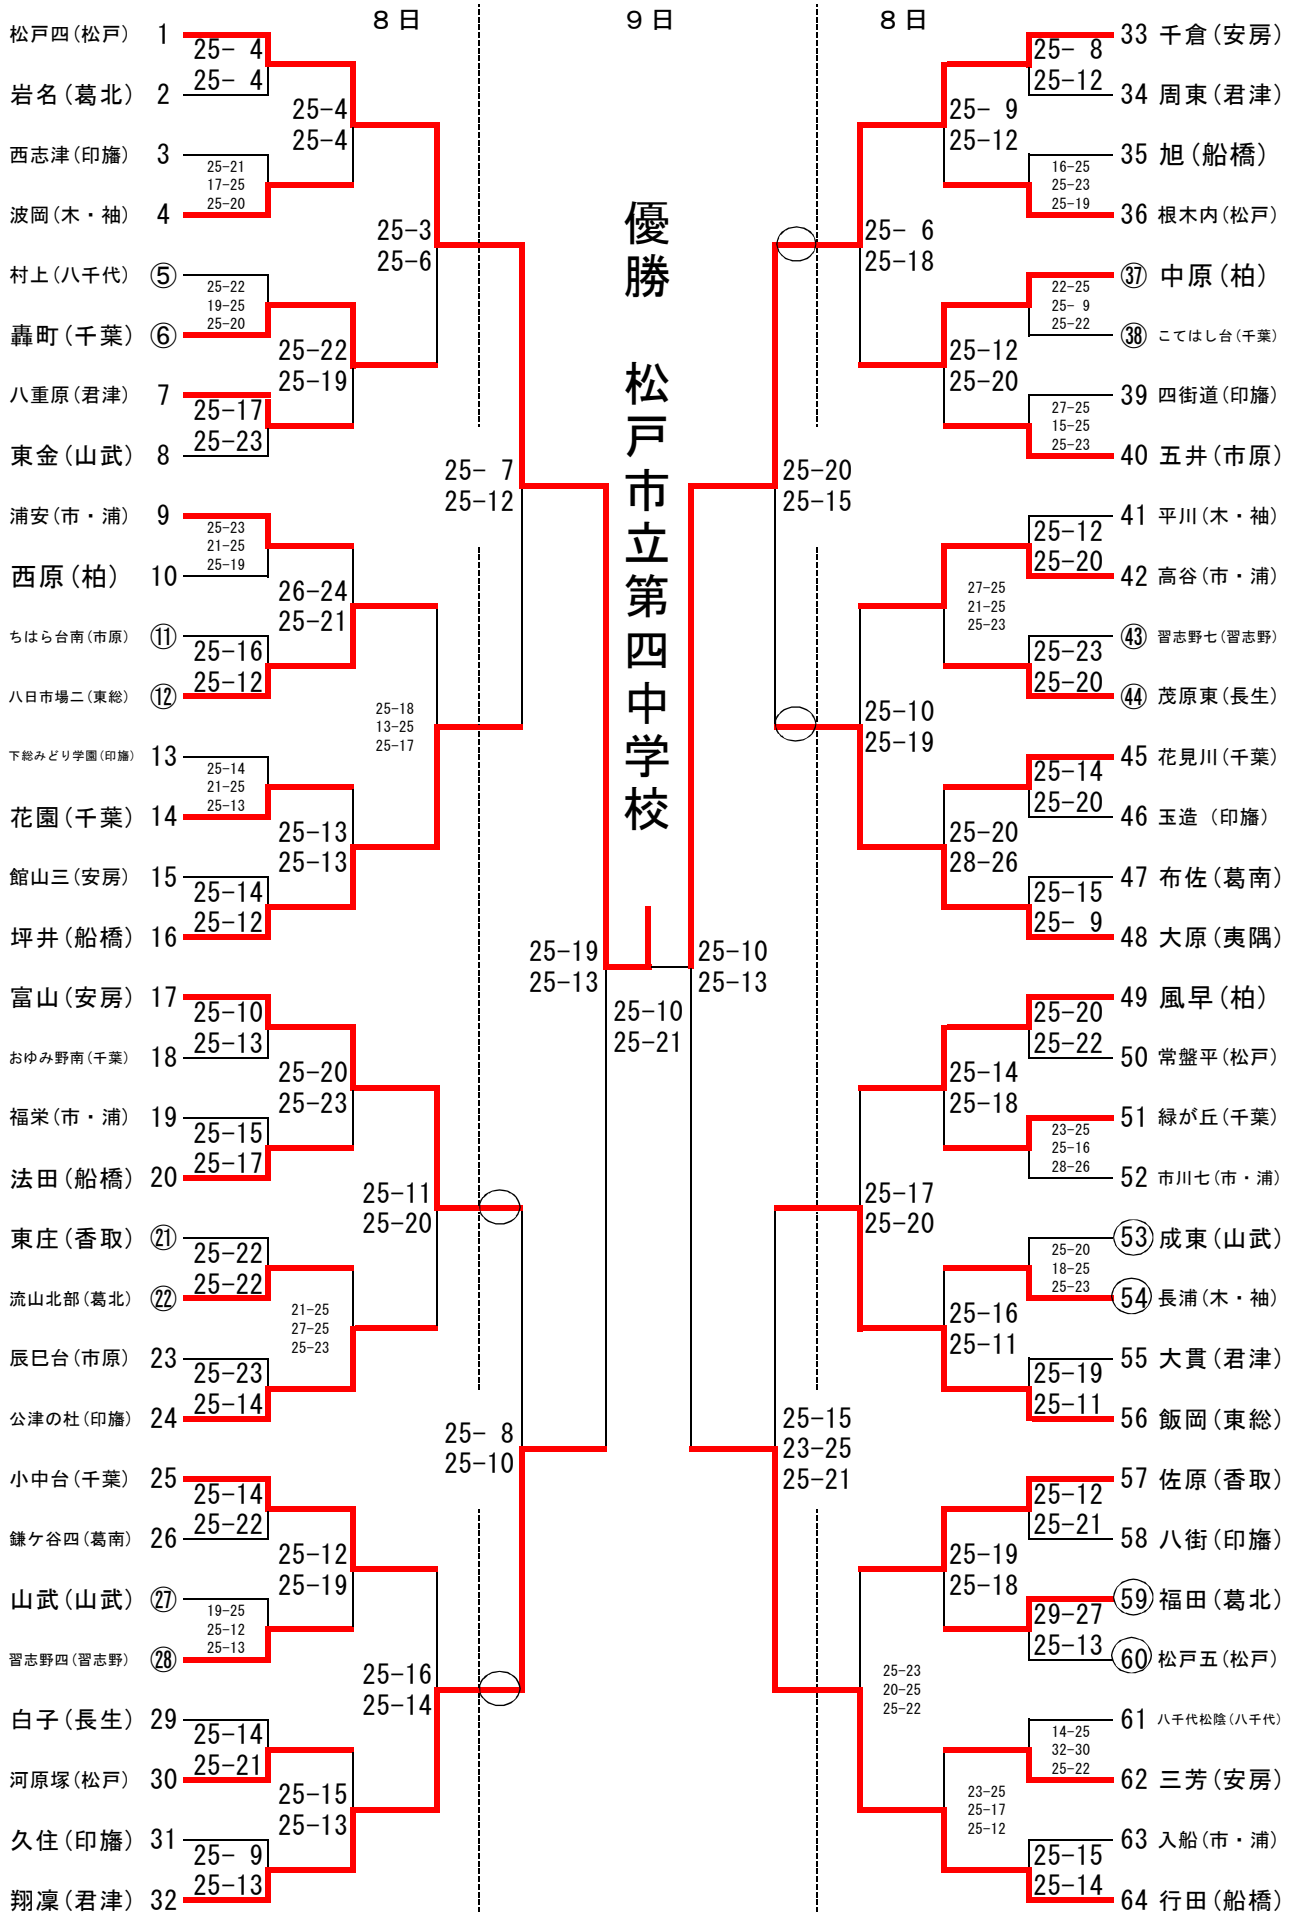 8日
9日
8日
優勝 松戸市立第四中学校
松戸四(松戸) 1
25- 4
25- 4
岩名(葛北) 2
25-4
25-4
西志津(印旛) 3
25-21
17-25
25-20
波岡(木・袖) 4
25-3
25-6
村上(八千代) ⑤
25-22
19-25
25-20
轟町(千葉) ⑥
25-22
25-19
八重原(君津) 7
25-17
25-23
東金(山武) 8
25- 7
25-12
浦安(市・浦) 9
25-23
21-25
25-19
西原(柏) 10
26-24
25-21
ちはら台南(市原) ⑪
25-16
25-12
八日市場二(東総) ⑫
25-18
13-25
25-17
下総みどり学園(印旛) 13
25-14
21-25
25-13
花園(千葉) 14
25-13
25-13
館山三(安房) 15
25-14
25-12
坪井(船橋) 16
25-19
25-13
富山(安房) 17
25-10
25-13
おゆみ野南(千葉) 18
25-20
25-23
福栄(市・浦) 19
25-15
25-17
法田(船橋) 20
25-11
25-20
東庄(香取) ㉑
25-22
25-22
流山北部(葛北) ㉒
21-25
27-25
25-23
辰巳台(市原) 23
25-23
25-14
公津の杜(印旛) 24
25- 8
25-10
小中台(千葉) 25
25-14
25-22
鎌ケ谷四(葛南) 26
25-12
25-19
山武(山武) ㉗
19-25
25-12
25-13
習志野四(習志野) ㉘
25-16
25-14
白子(長生) 29
25-14
25-21
河原塚(松戸) 30
25-15
25-13
久住(印旛) 31
25- 9
25-13
翔凜(君津) 32
25-10
25-21
33 千倉(安房)
25- 8
25-12
34 周東(君津)
25- 9
25-12
35 旭(船橋)
16-25
25-23
25-19
36 根木内(松戸)
25- 6
25-18
㊲ 中原(柏)
22-25
25- 9
25-22
㊳ こてはし台(千葉)
25-12
25-20
39 四街道(印旛)
27-25
15-25
25-23
40 五井(市原)
25-20
25-15
41 平川(木・袖)
25-12
25-20
42 高谷(市・浦)
27-25
21-25
25-23
㊸ 習志野七(習志野)
25-23
25-20
㊹ 茂原東(長生)
25-10
25-19
45 花見川(千葉)
25-14
25-20
46 玉造 (印旛)
25-20
28-26
47 布佐(葛南)
25-15
25- 9
48 大原(夷隅)
25-10
25-13
49 風早(柏)
25-20
25-22
50 常盤平(松戸)
25-14
25-18
51 緑が丘(千葉)
23-25
25-16
28-26
52 市川七(市・浦)
25-17
25-20
53 成東(山武)
25-20
18-25
25-23
54 長浦(木・袖)
25-16
25-11
55 大貫(君津)
25-19
25-11
56 飯岡(東総)
25-15
23-25
25-21
57 佐原(香取)
25-12
25-21
58 八街(印旛)
25-19
25-18
59 福田(葛北)
29-27
25-13
60 松戸五(松戸)
25-23
20-25
25-22
61 八千代松陰(八千代)
14-25
32-30
25-22
62 三芳(安房)
23-25
25-17
25-12
63 入船(市・浦)
25-15
25-14
64 行田(船橋)